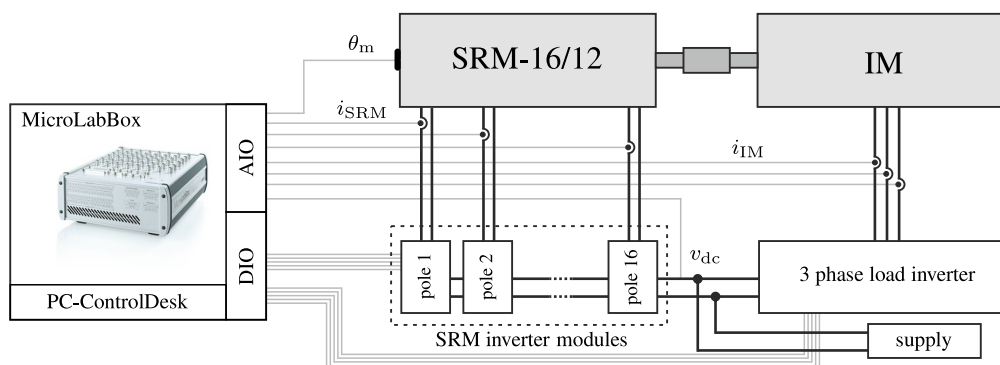 θm
SRM-16/12
IM
MicroLabBox
AIO
iSRM
iIM
DIO
pole 1
pole 2
pole 16
vdc
3 phase load inverter
PC-ControlDesk
SRM inverter modules
supply